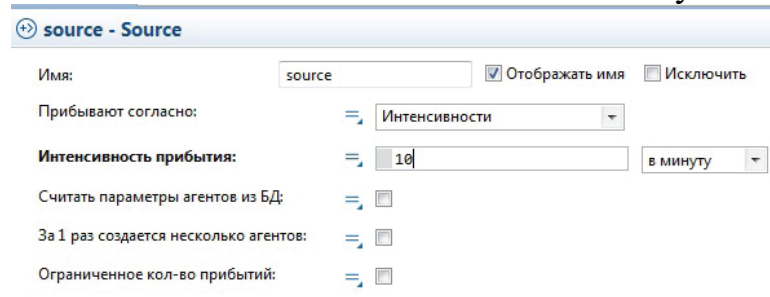 source - Source
Имя: source Отображать имя Исключить
Прибывают согласно: Интенсивности
Интенсивность прибытия: 10 в минуту
Считать параметры агентов из БД:
За 1 раз создается несколько агентов:
Ограниченное кол-во прибытий: